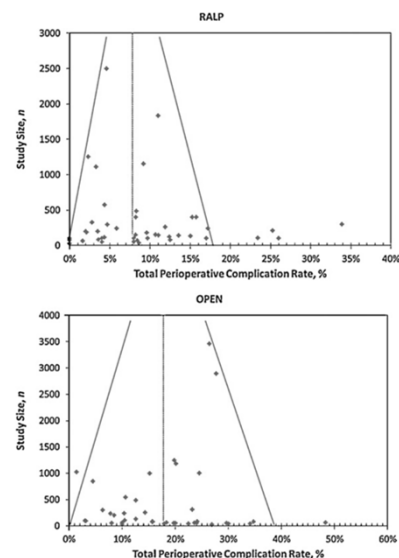 RALP
3000
2500
2000
1500
1000
500
0
Study Size, n
0% 5% 10% 15% 20% 25% 30% 35% 40%
Total Perioperative Complication Rate, %
OPEN
4000
3500
3000
2500
2000
1500
1000
500
0
Study Size, n
0% 10% 20% 30% 40% 50% 60%
Total Perioperative Complication Rate, %